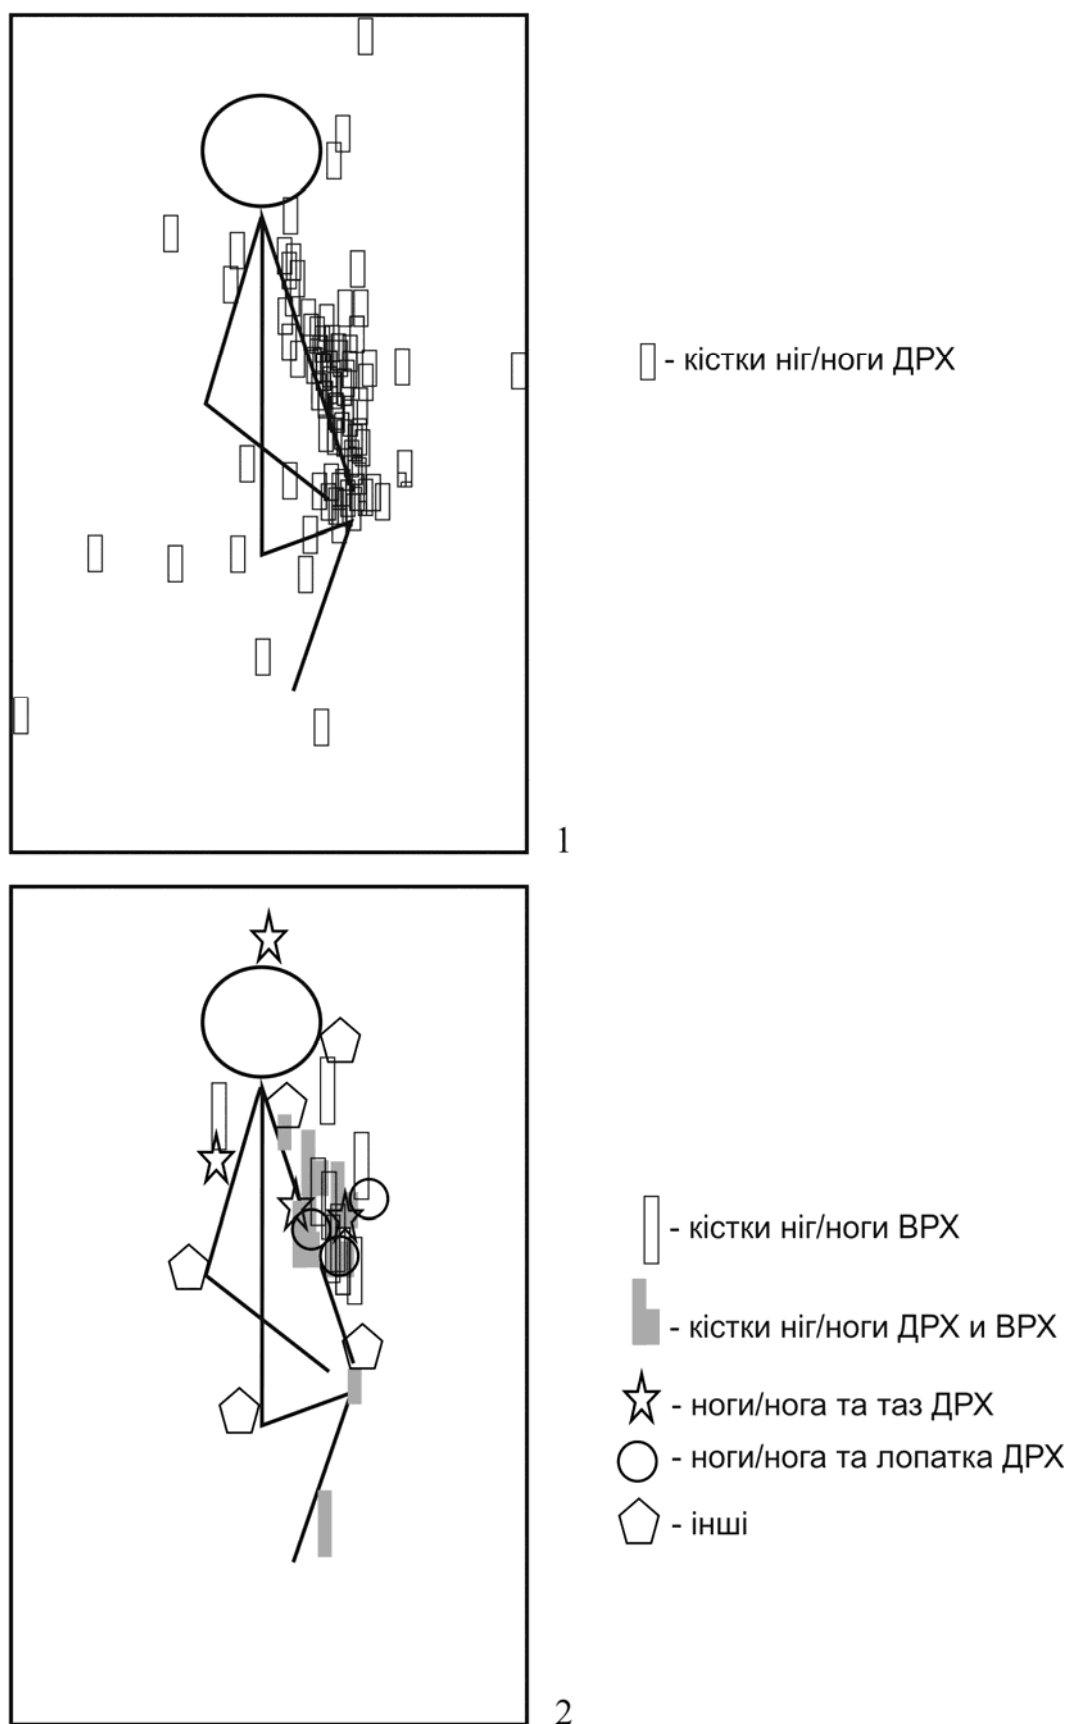 - кістки ніг/ноги ДРХ
1
- кістки ніг/ноги ВРХ
- кістки ніг/ноги ДРХ и ВРХ
- ноги/нога та таз ДРХ
- ноги/нога та лопатка ДРХ
- інші
2